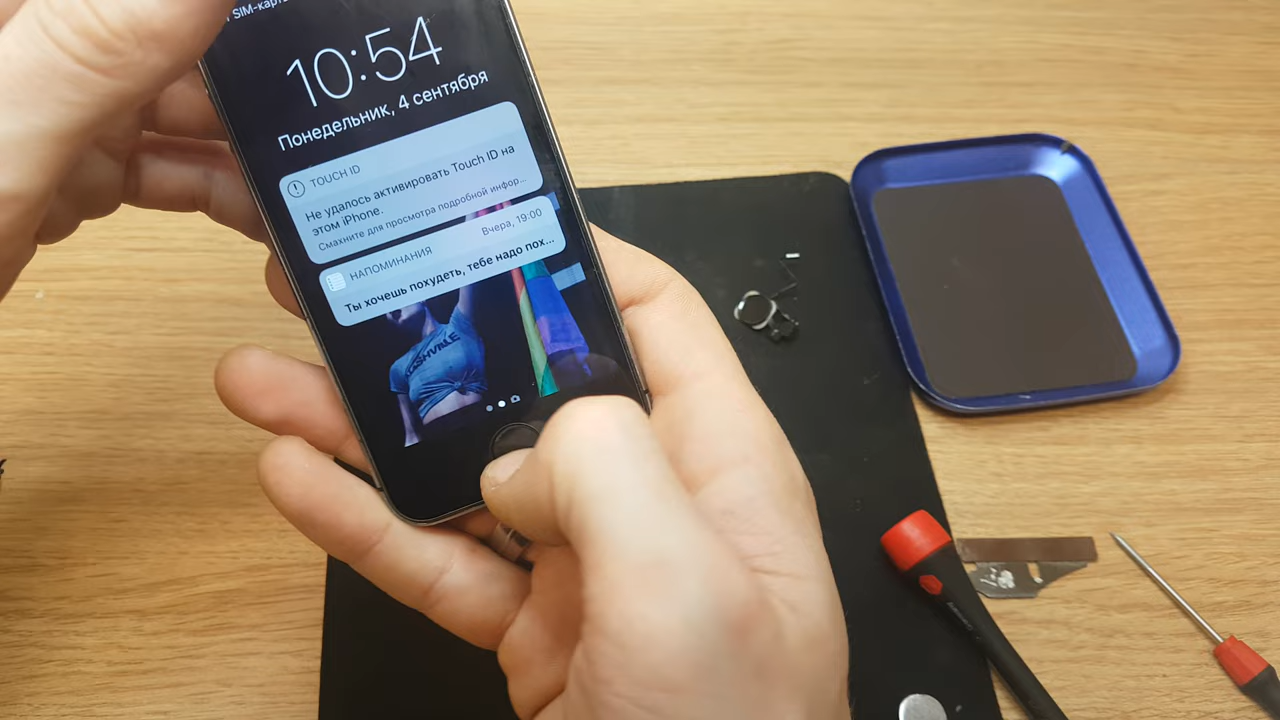 SIM-карты
10:54
Понедельник, 4 сентября
TOUCH ID
Не удалось активировать Touch ID на
этом iPhone.
Смахните для просмотра подробной инфор...
НАПОМИНАНИЯ
Вчера, 19:00
Ты хочешь похудеть, тебе надо пох...